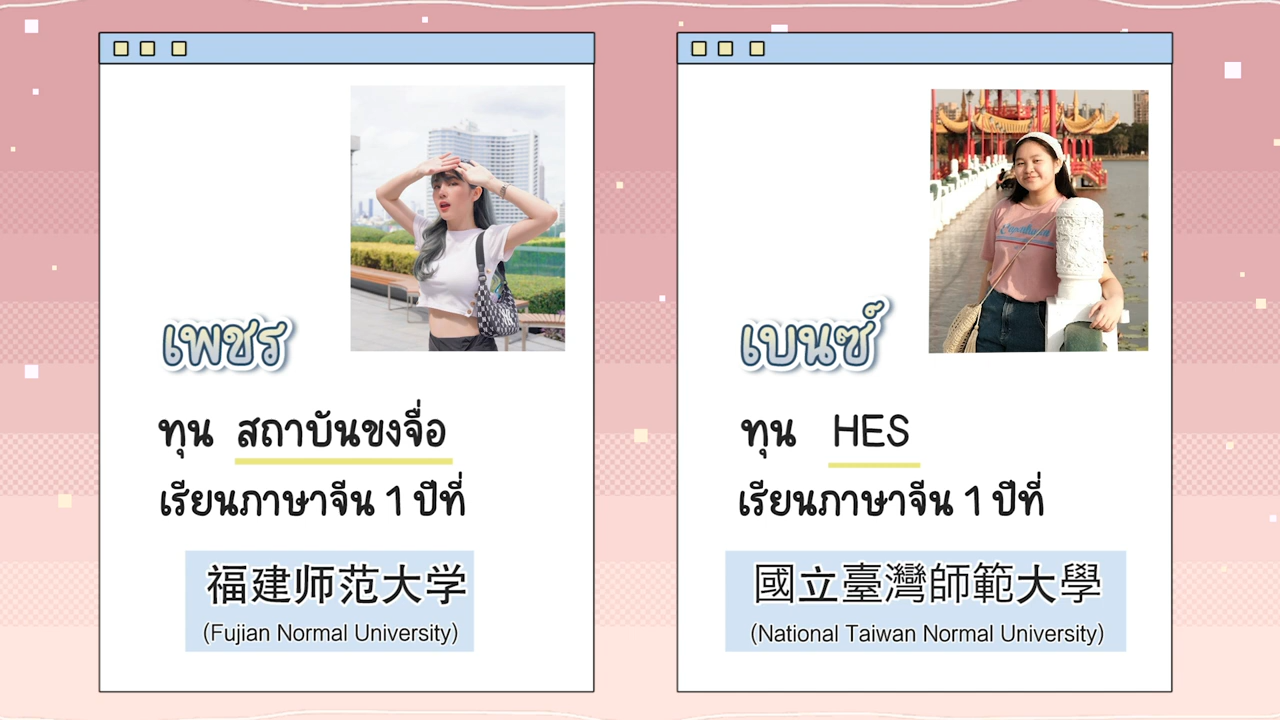 เพชร
ทุน สถาบันขงจื่อ
เรียนภาษาจีน 1 ปีที่
福建师范大学
(Fujian Normal University)
เบนซ์
ทุน HES
เรียนภาษาจีน 1 ปีที่
國立臺灣師範大學
(National Taiwan Normal University)